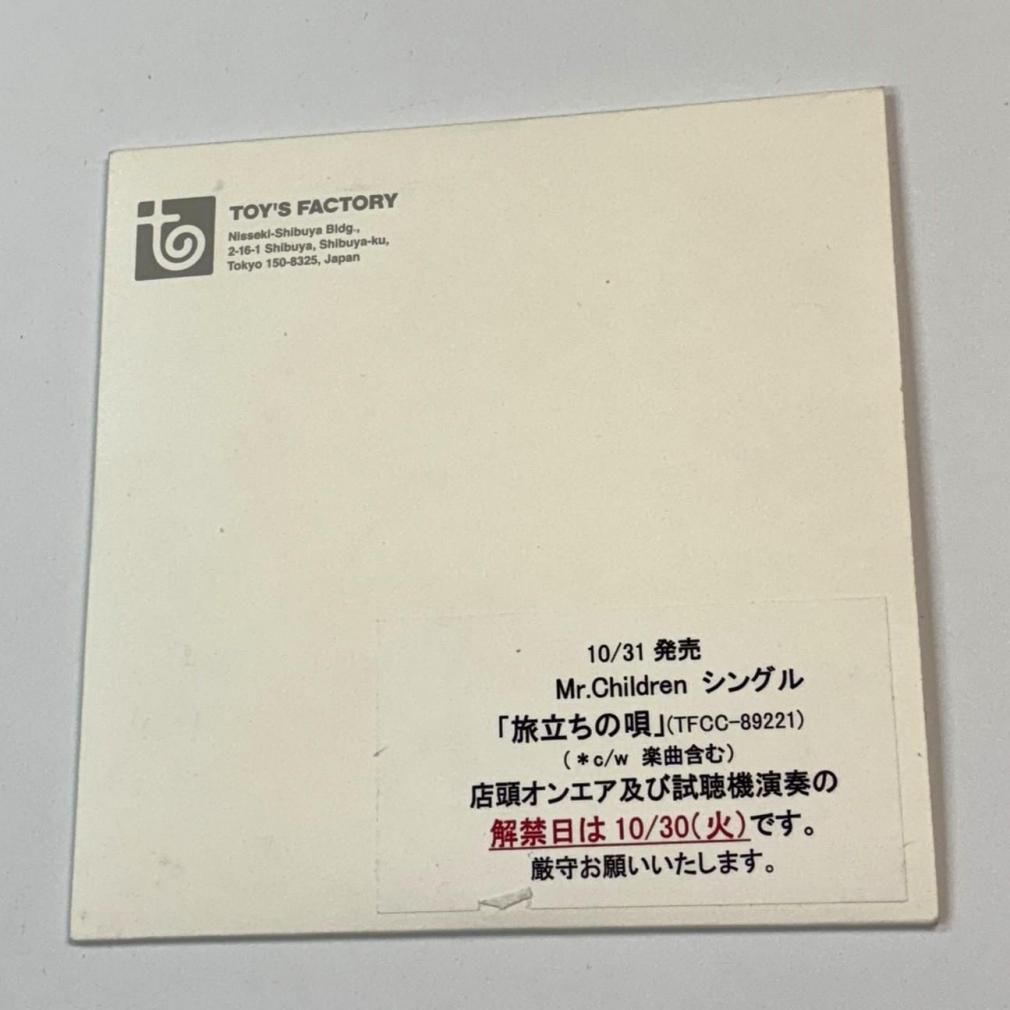 TOY'S FACTORY
Nisseki-Shibuya Bldg.,
2-16-1 Shibuya, Shibuya-ku,
Tokyo 150-8325, Japan
10/31 発売
Mr.Children シングル
「旅立ちの唄」(TFCC-89221)
(*c/w 楽曲含む)
店頭オンエア及び試聴機演奏の
解禁日は10/30(火)です。
厳守お願いいたします。